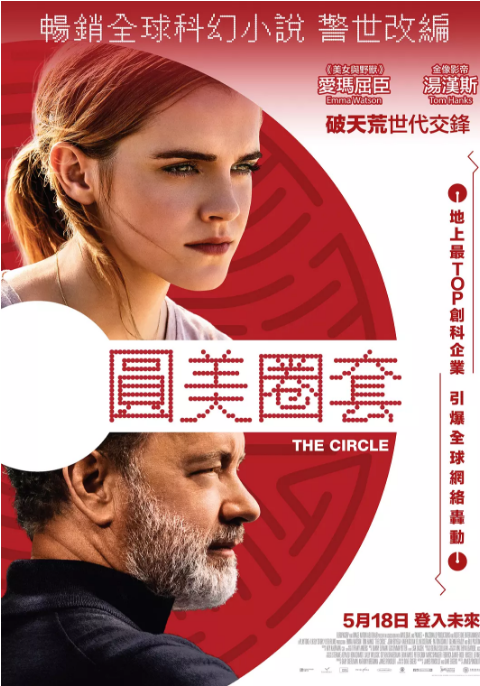 暢銷全球科幻小說 警世改編
《美女與野獸》
愛瑪屈臣
Emma Watson
金像影帝
湯漢斯
Tom Hanks
破天荒世代交鋒
地上最TOP創科企業
引爆全球網絡轟動
圓美圈套
THE CIRCLE
5月18日 登入未來